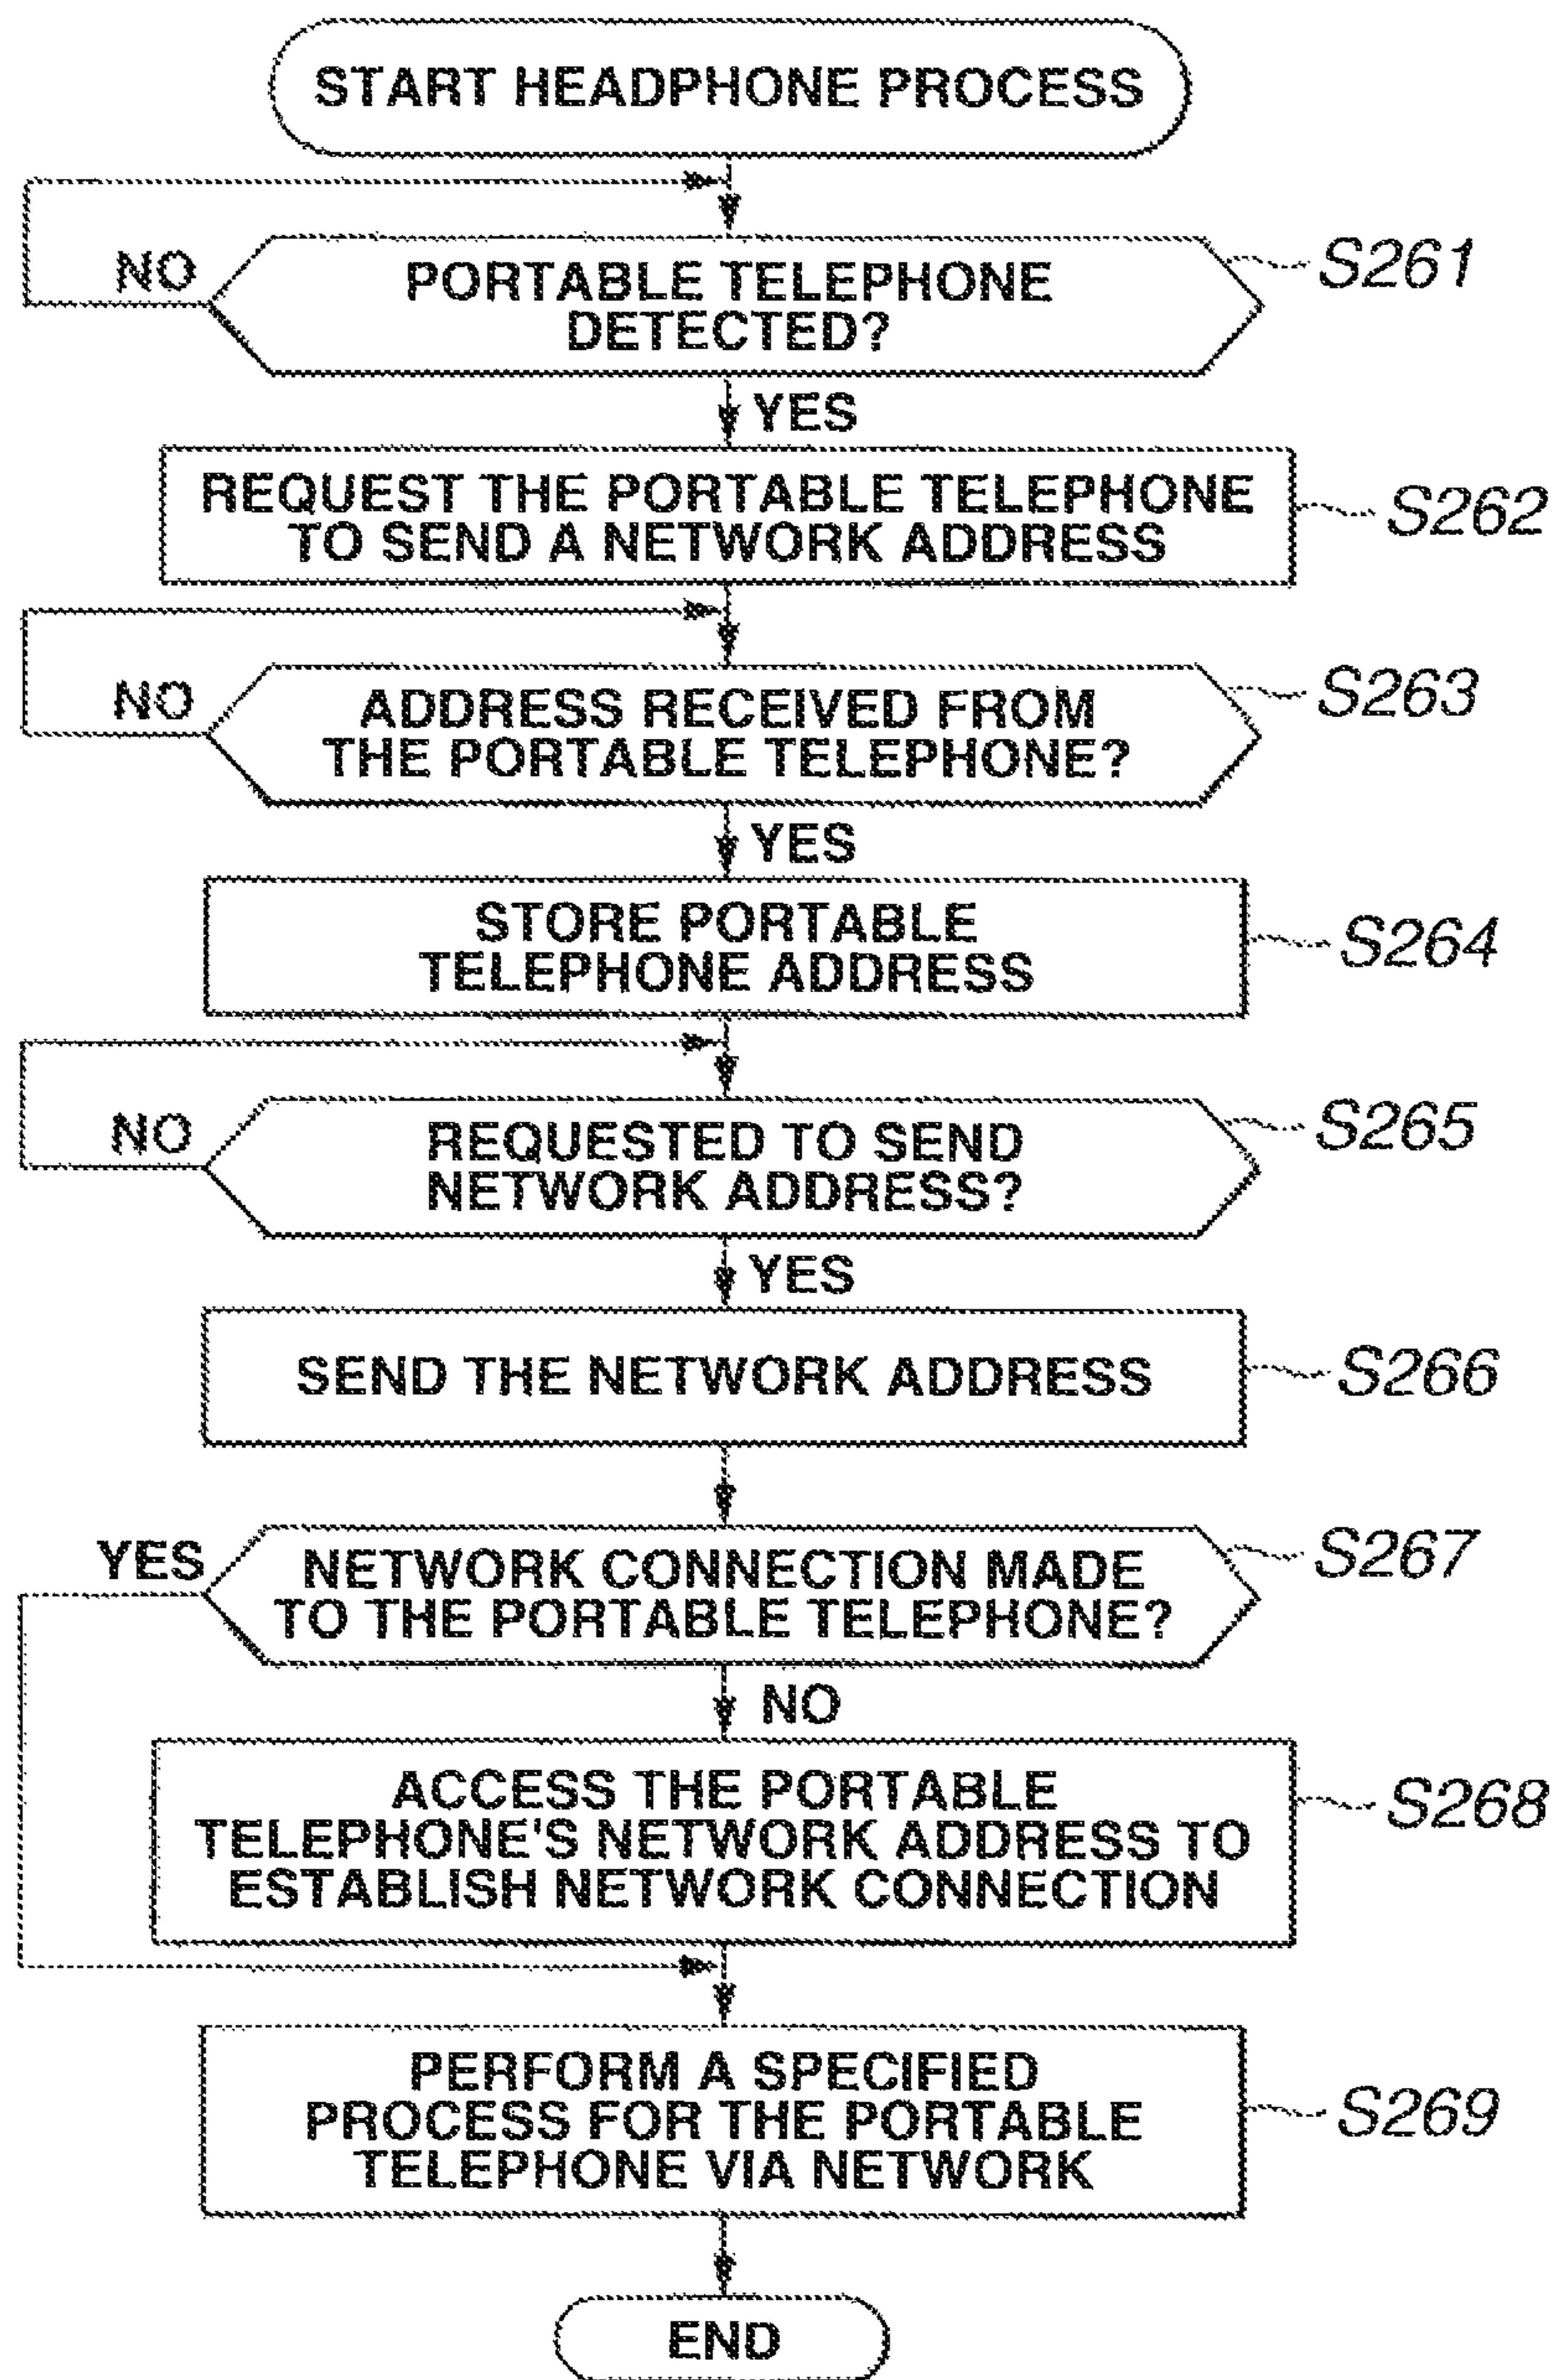 START HEADPHONE PROCESS
NO
PORTABLE TELEPHONE
DETECTED?
S261
YES
REQUEST THE PORTABLE TELEPHONE
TO SEND A NETWORK ADDRESS
S262
NO
ADDRESS RECEIVED FROM
THE PORTABLE TELEPHONE?
S263
YES
STORE PORTABLE
TELEPHONE ADDRESS
S264
NO
REQUESTED TO SEND
NETWORK ADDRESS?
S265
YES
SEND THE NETWORK ADDRESS
S266
YES
NETWORK CONNECTION MADE
TO THE PORTABLE TELEPHONE?
S267
NO
ACCESS THE PORTABLE
TELEPHONE'S NETWORK ADDRESS TO
ESTABLISH NETWORK CONNECTION
S268
PERFORM A SPECIFIED
PROCESS FOR THE PORTABLE
TELEPHONE VIA NETWORK
S269
END